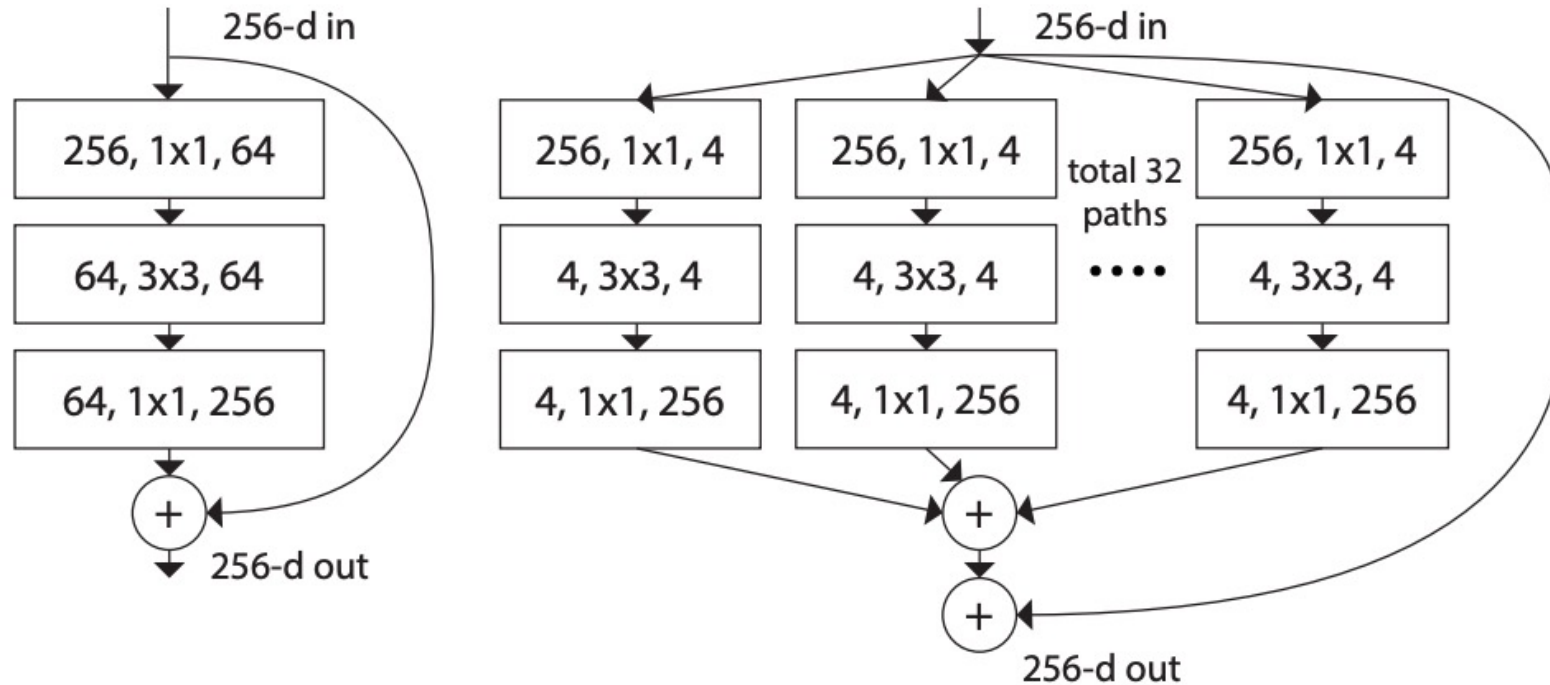 256-d in
256, 1x1, 64
64, 3x3, 64
64, 1x1, 256
+
256-d out
256-d in
256, 1x1, 4
4, 3x3, 4
4, 1x1, 256
256, 1x1, 4
4, 3x3, 4
4, 1x1, 256
total 32
paths
....
256, 1x1, 4
4, 3x3, 4
4, 1x1, 256
+
+
256-d out